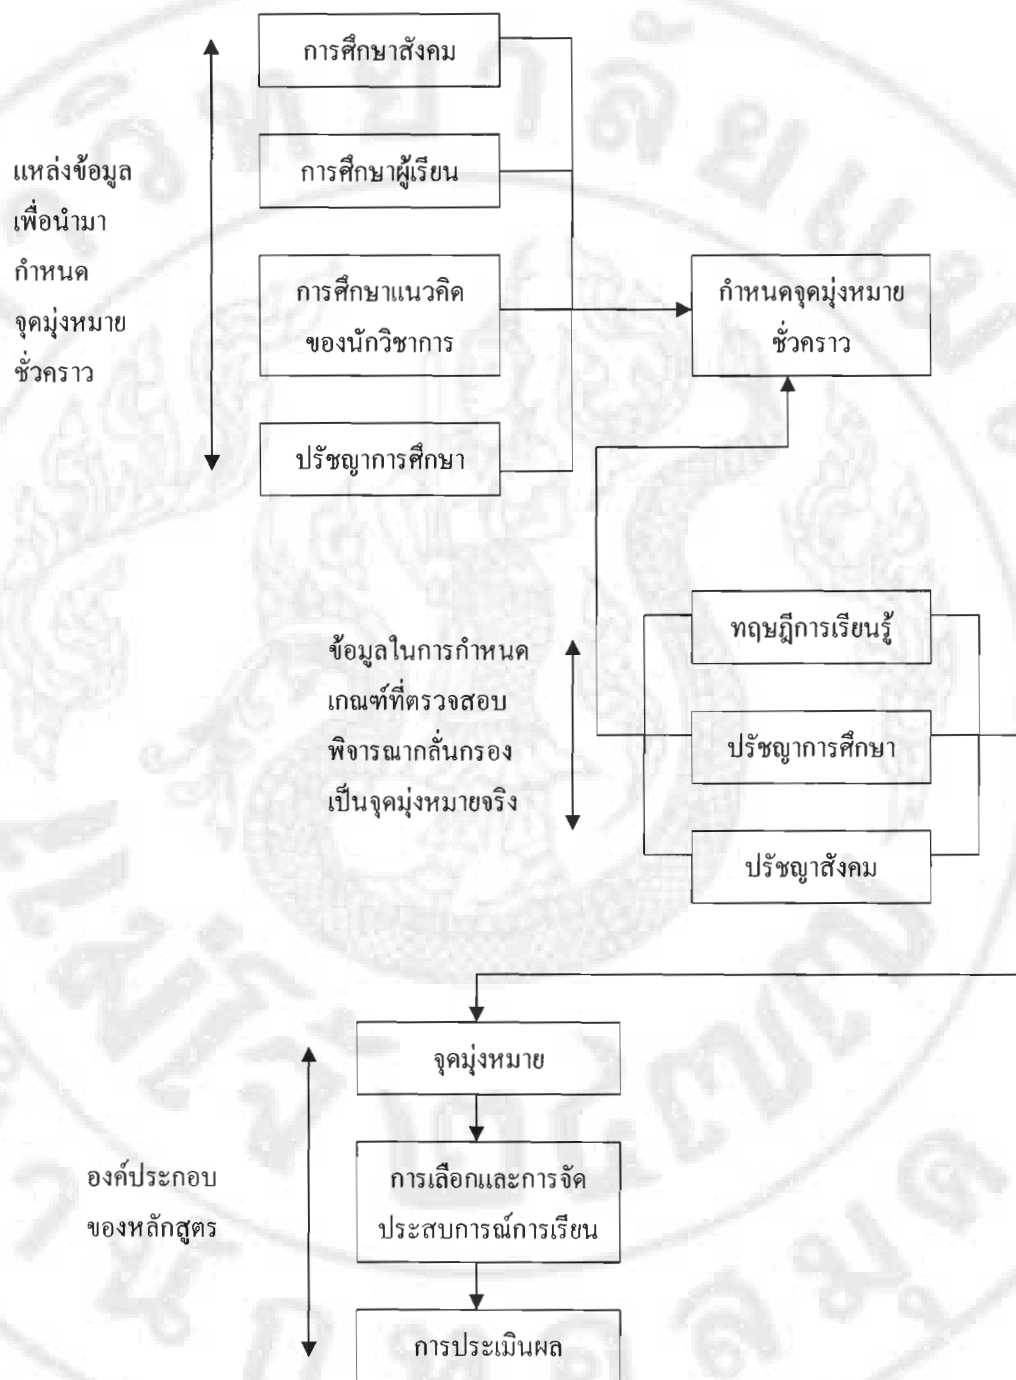 การศึกษาสังคม
แหล่งข้อมูล
เพื่อนำมา
กำหนด
จุดมุ่งหมาย
ชั่วคราว
การศึกษาผู้เรียน
การศึกษาแนวคิด
ของนักวิชาการ
กำหนดจุดมุ่งหมาย
ชั่วคราว
ปรัชญาการศึกษา
ข้อมูลในการกำหนด
เกณฑ์ที่ตรวจสอบ
พิจารณากลั่นกรอง
เป็นจุดมุ่งหมายจริง
ทฤษฎีการเรียนรู้
ปรัชญาการศึกษา
ปรัชญาสังคม
จุดมุ่งหมาย
องค์ประกอบ
ของหลักสูตร
การเลือกและการจัด
ประสบการณ์การเรียน
การประเมินผล